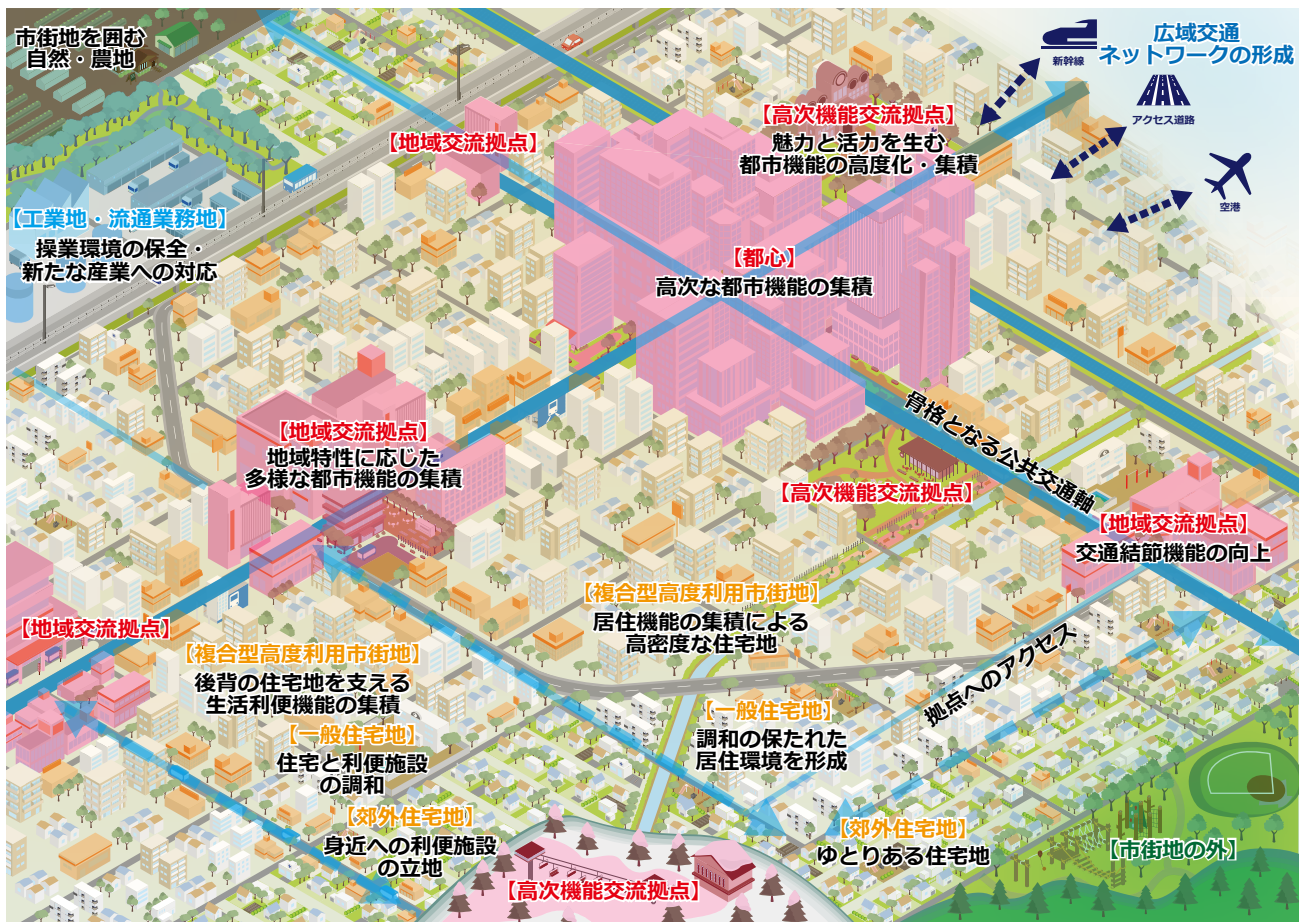 市街地を囲む
自然・農地
広域交通
ネットワークの形成
新幹線
アクセス道路
空港
【高次機能交流拠点】
魅力と活力を生む
都市機能の高度化・集積
【地域交流拠点】
【工業地・流通業務地】
操業環境の保全・
新たな産業への対応
【都心】
高次な都市機能の集積
骨格となる公共交通軸
【地域交流拠点】
地域特性に応じた
多様な都市機能の集積
【高次機能交流拠点】
【地域交流拠点】
交通結節機能の向上
【複合型高度利用市街地】
居住機能の集積による
高密度な住宅地
【地域交流拠点】
【複合型高度利用市街地】
後背の住宅地を支える
生活利便機能の集積
拠点へのアクセス
【一般住宅地】
調和の保たれた
居住環境を形成
【一般住宅地】
住宅と利便施設
の調和
【郊外住宅地】
身近への利便施設
の立地
【郊外住宅地】
ゆとりある住宅地
【市街地の外】
【高次機能交流拠点】